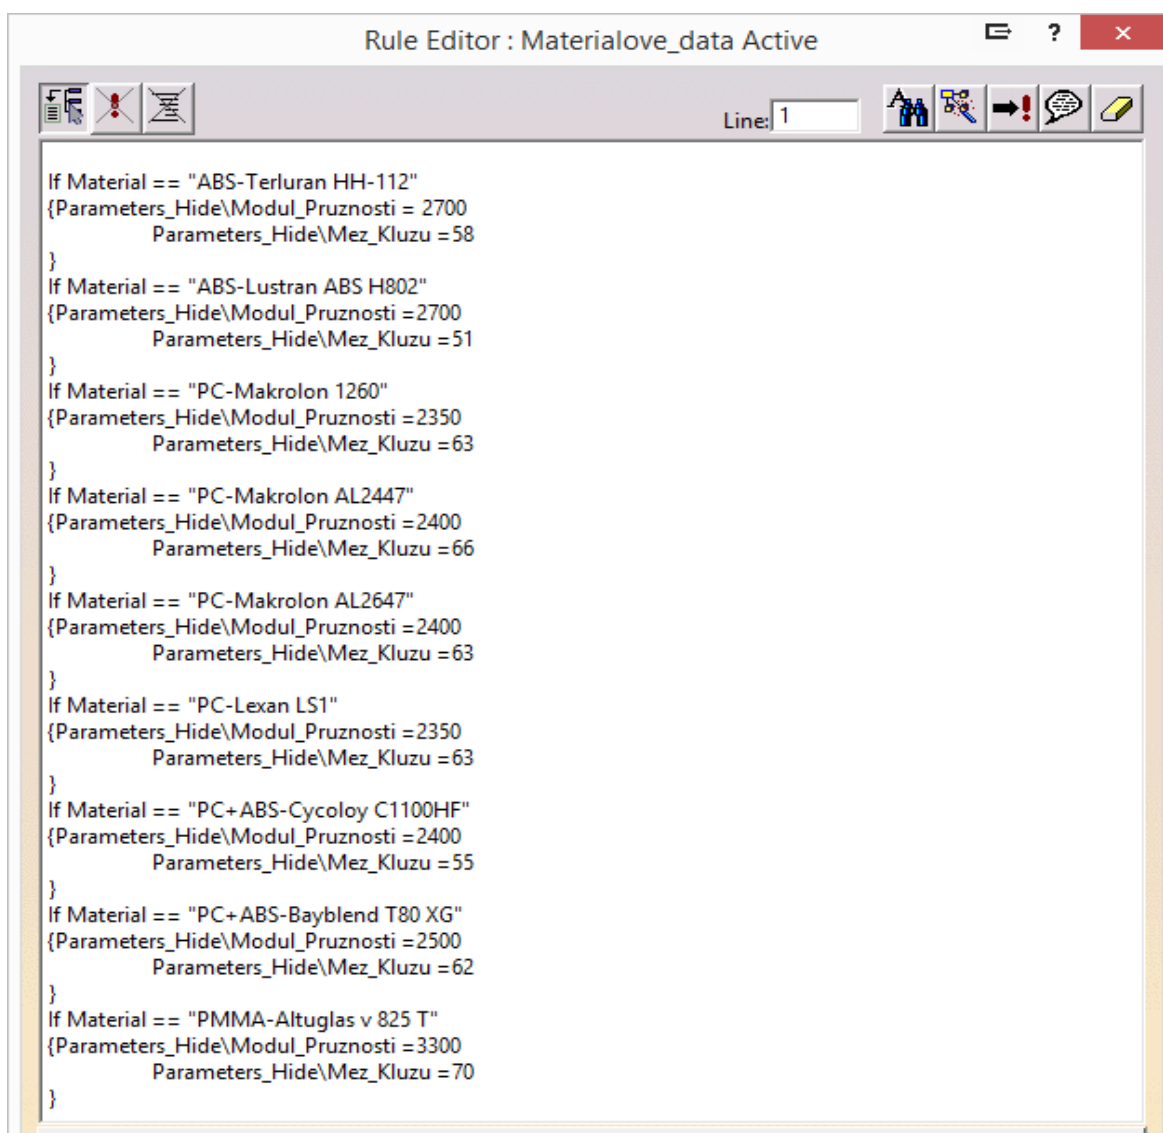 Rule Editor : Materialove_data Active
?
Line: 1
If Material == "ABS-Terluran HH-112"
{Parameters_Hide\Modul_Pruznosti = 2700
Parameters_Hide\Mez_Kluzu =58
}
If Material == "ABS-Lustran ABS H802"
{Parameters_Hide\Modul_Pruznosti =2700
Parameters_Hide\Mez_Kluzu =51
}
If Material == "PC-Makrolon 1260"
{Parameters_Hide\Modul_Pruznosti =2350
Parameters_Hide\Mez_Kluzu =63
}
If Material == "PC-Makrolon AL2447"
{Parameters_Hide\Modul_Pruznosti =2400
Parameters_Hide\Mez_Kluzu =66
}
If Material == "PC-Makrolon AL2647"
{Parameters_Hide\Modul_Pruznosti =2400
Parameters_Hide\Mez_Kluzu =63
}
If Material == "PC-Lexan LS1"
{Parameters_Hide\Modul_Pruznosti =2350
Parameters_Hide\Mez_Kluzu =63
}
If Material == "PC+ABS-Cycoloy C1100HF"
{Parameters_Hide\Modul_Pruznosti =2400
Parameters_Hide\Mez_Kluzu =55
}
If Material == "PC+ABS-Bayblend T80 XG"
{Parameters_Hide\Modul_Pruznosti =2500
Parameters_Hide\Mez_Kluzu =62
}
If Material == "PMMA-Altuglas v 825 T"
{Parameters_Hide\Modul_Pruznosti =3300
Parameters_Hide\Mez_Kluzu =70
}